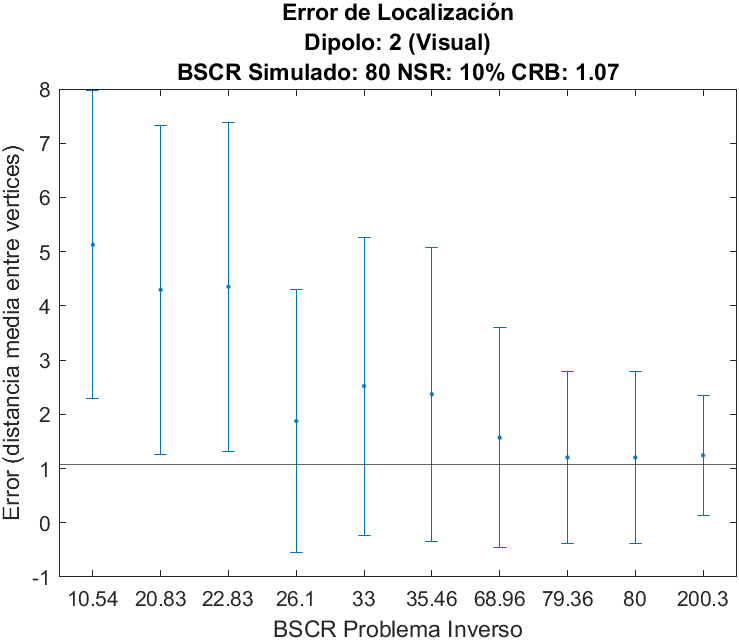 Error de Localización
Dipolo: 2 (Visual)
BSCR Simulado: 80 NSR: 10% CRB: 1.07
Error (distancia media entre vertices)
8
7
6
5
4
3
2
1
0
-1
10.54 20.83 22.83 26.1 33 35.46 68.96 79.36 80 200.3
BSCR Problema Inverso